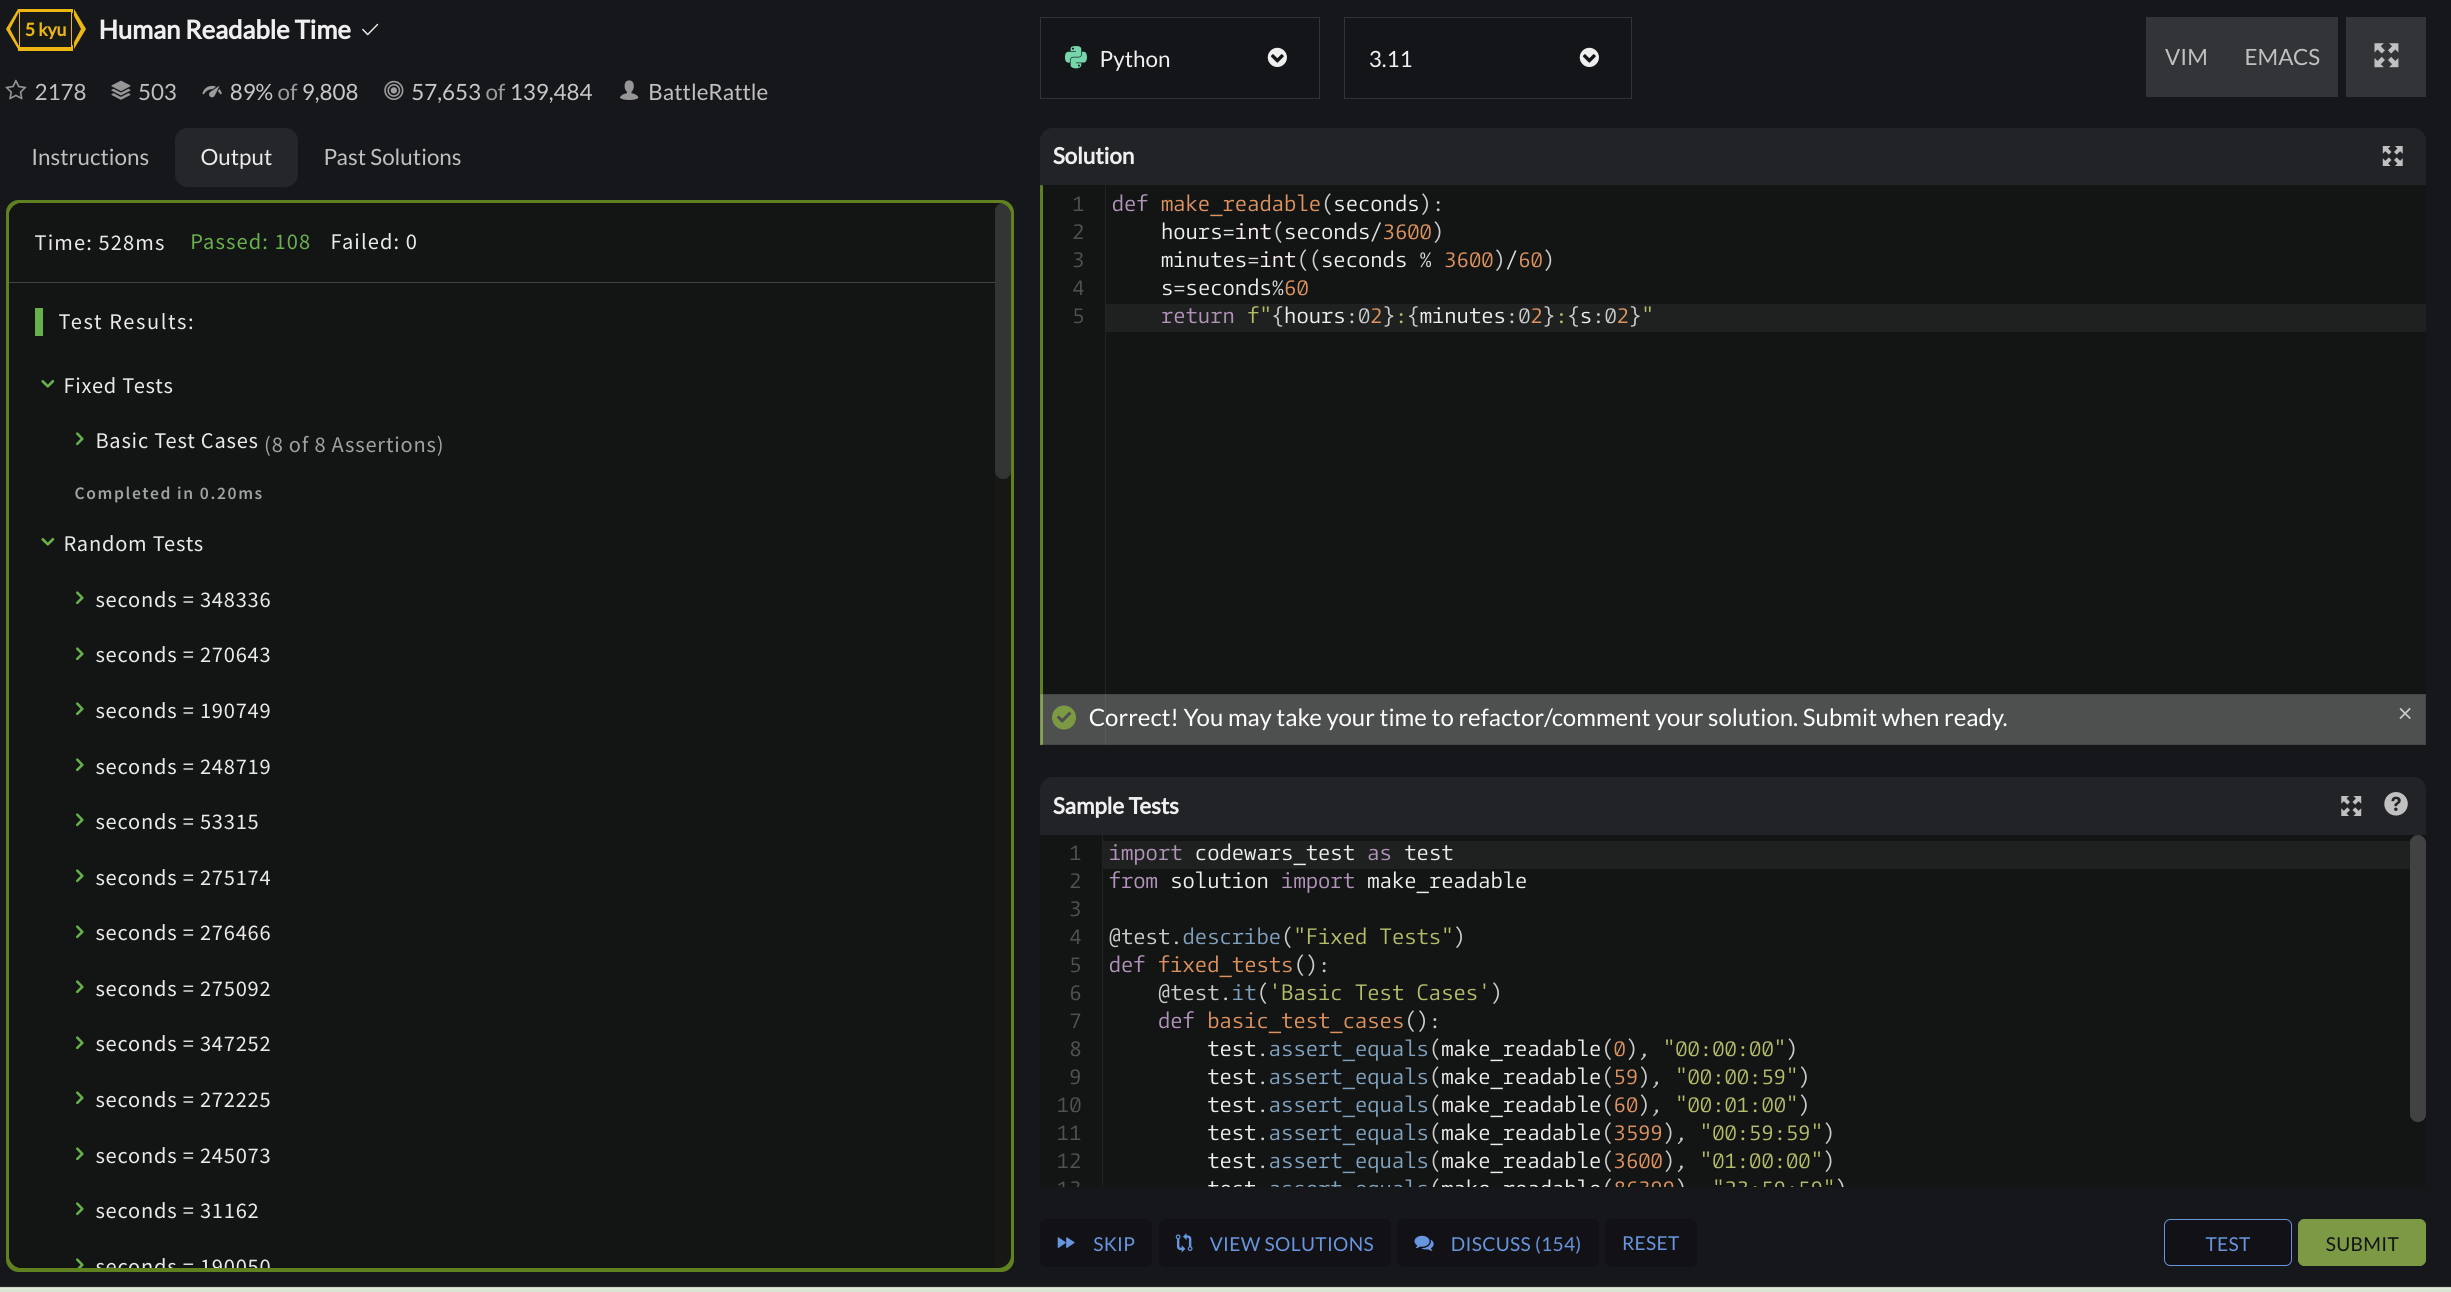 5 kyu Human Readable Time
2178 503 89% of 9,808 57,653 of 139,484 BattleRattle
Instructions Output Past Solutions
Time: 528ms Passed: 108 Failed: 0
Test Results:
Fixed Tests
Basic Test Cases (8 of 8 Assertions)
Completed in 0.20ms
Random Tests
seconds = 348336
seconds = 270643
seconds = 190749
seconds = 248719
seconds = 53315
seconds = 275174
seconds = 276466
seconds = 275092
seconds = 347252
seconds = 272225
seconds = 245073
seconds = 31162
seconds = 190050
Python 3.11 VIM EMACS
Solution
1 def make_readable(seconds):
2 hours=int(seconds/3600)
3 minutes=int((seconds % 3600)/60)
4 s=seconds%60
5 return f"{hours:02}:{minutes:02}:{s:02}"
Correct! You may take your time to refactor/comment your solution. Submit when ready.
Sample Tests
1 import codewars_test as test
2 from solution import make_readable
3
4 @test.describe("Fixed Tests")
5 def fixed_tests():
6 @test.it('Basic Test Cases')
7 def basic_test_cases():
8 test.assert_equals(make_readable(0), "00:00:00")
9 test.assert_equals(make_readable(59), "00:00:59")
10 test.assert_equals(make_readable(60), "00:01:00")
11 test.assert_equals(make_readable(3599), "00:59:59")
12 test.assert_equals(make_readable(3600), "01:00:00")
13 test.assert_equals(make_readable(86399), "23:59:59")
SKIP VIEW SOLUTIONS DISCUSS (154) RESET TEST SUBMIT